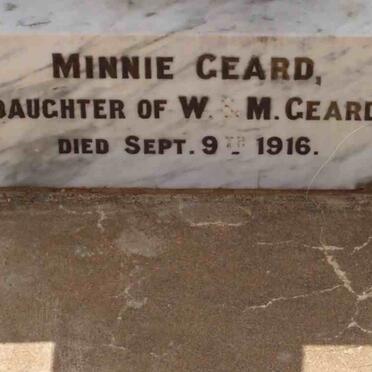 MINNIE GEARD,
DAUGHTER OF W. & M. GEARD
DIED SEPT. 9TH 1916.